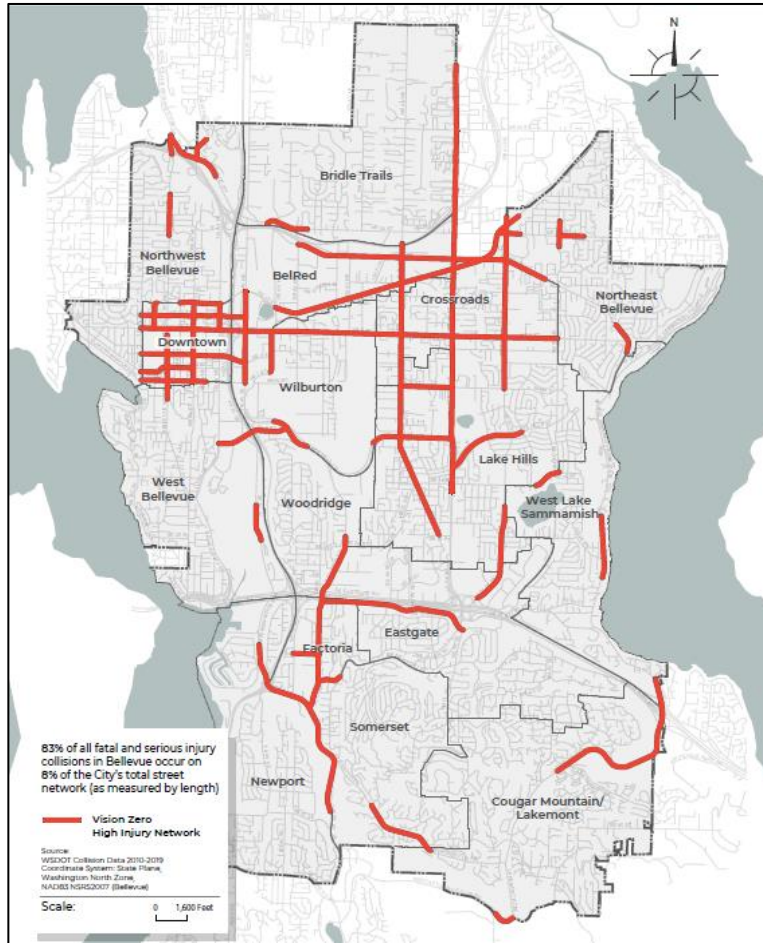 N
Bridle Trails
Northwest
Bellevue
BelRed
Crossroads
Northeast
Bellevue
Downtown
Wilburton
Lake Hills
West
Bellevue
Woodridge
West Lake
Sammamish
Eastgate
Factoria
Somerset
Newport
Cougar Mountain/
Lakemont
83% of all fatal and serious injury
collisions in Bellevue occur on
8% of the City's total street
network (as measured by length)
Vision Zero
High Injury Network
Source:
WSDOT Collision Data 2010-2019
Coordinate System: State Plane,
Washington North Zone,
NAD83 NSRS2007 (Bellevue)
Scale:
0 1,600 Feet